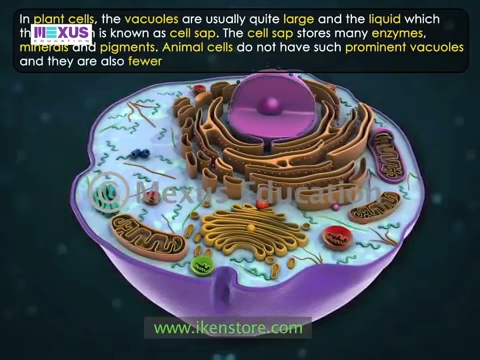 In plant cells, the vacuoles are usually quite large and the liquid which
is known as cell sap. The cell sap stores many enzymes,
minerals and pigments. Animal cells do not have such prominent vacuoles
and they are also fewer
MEXUS
EDUCATION
© Mexus Education
www.ikenstore.com